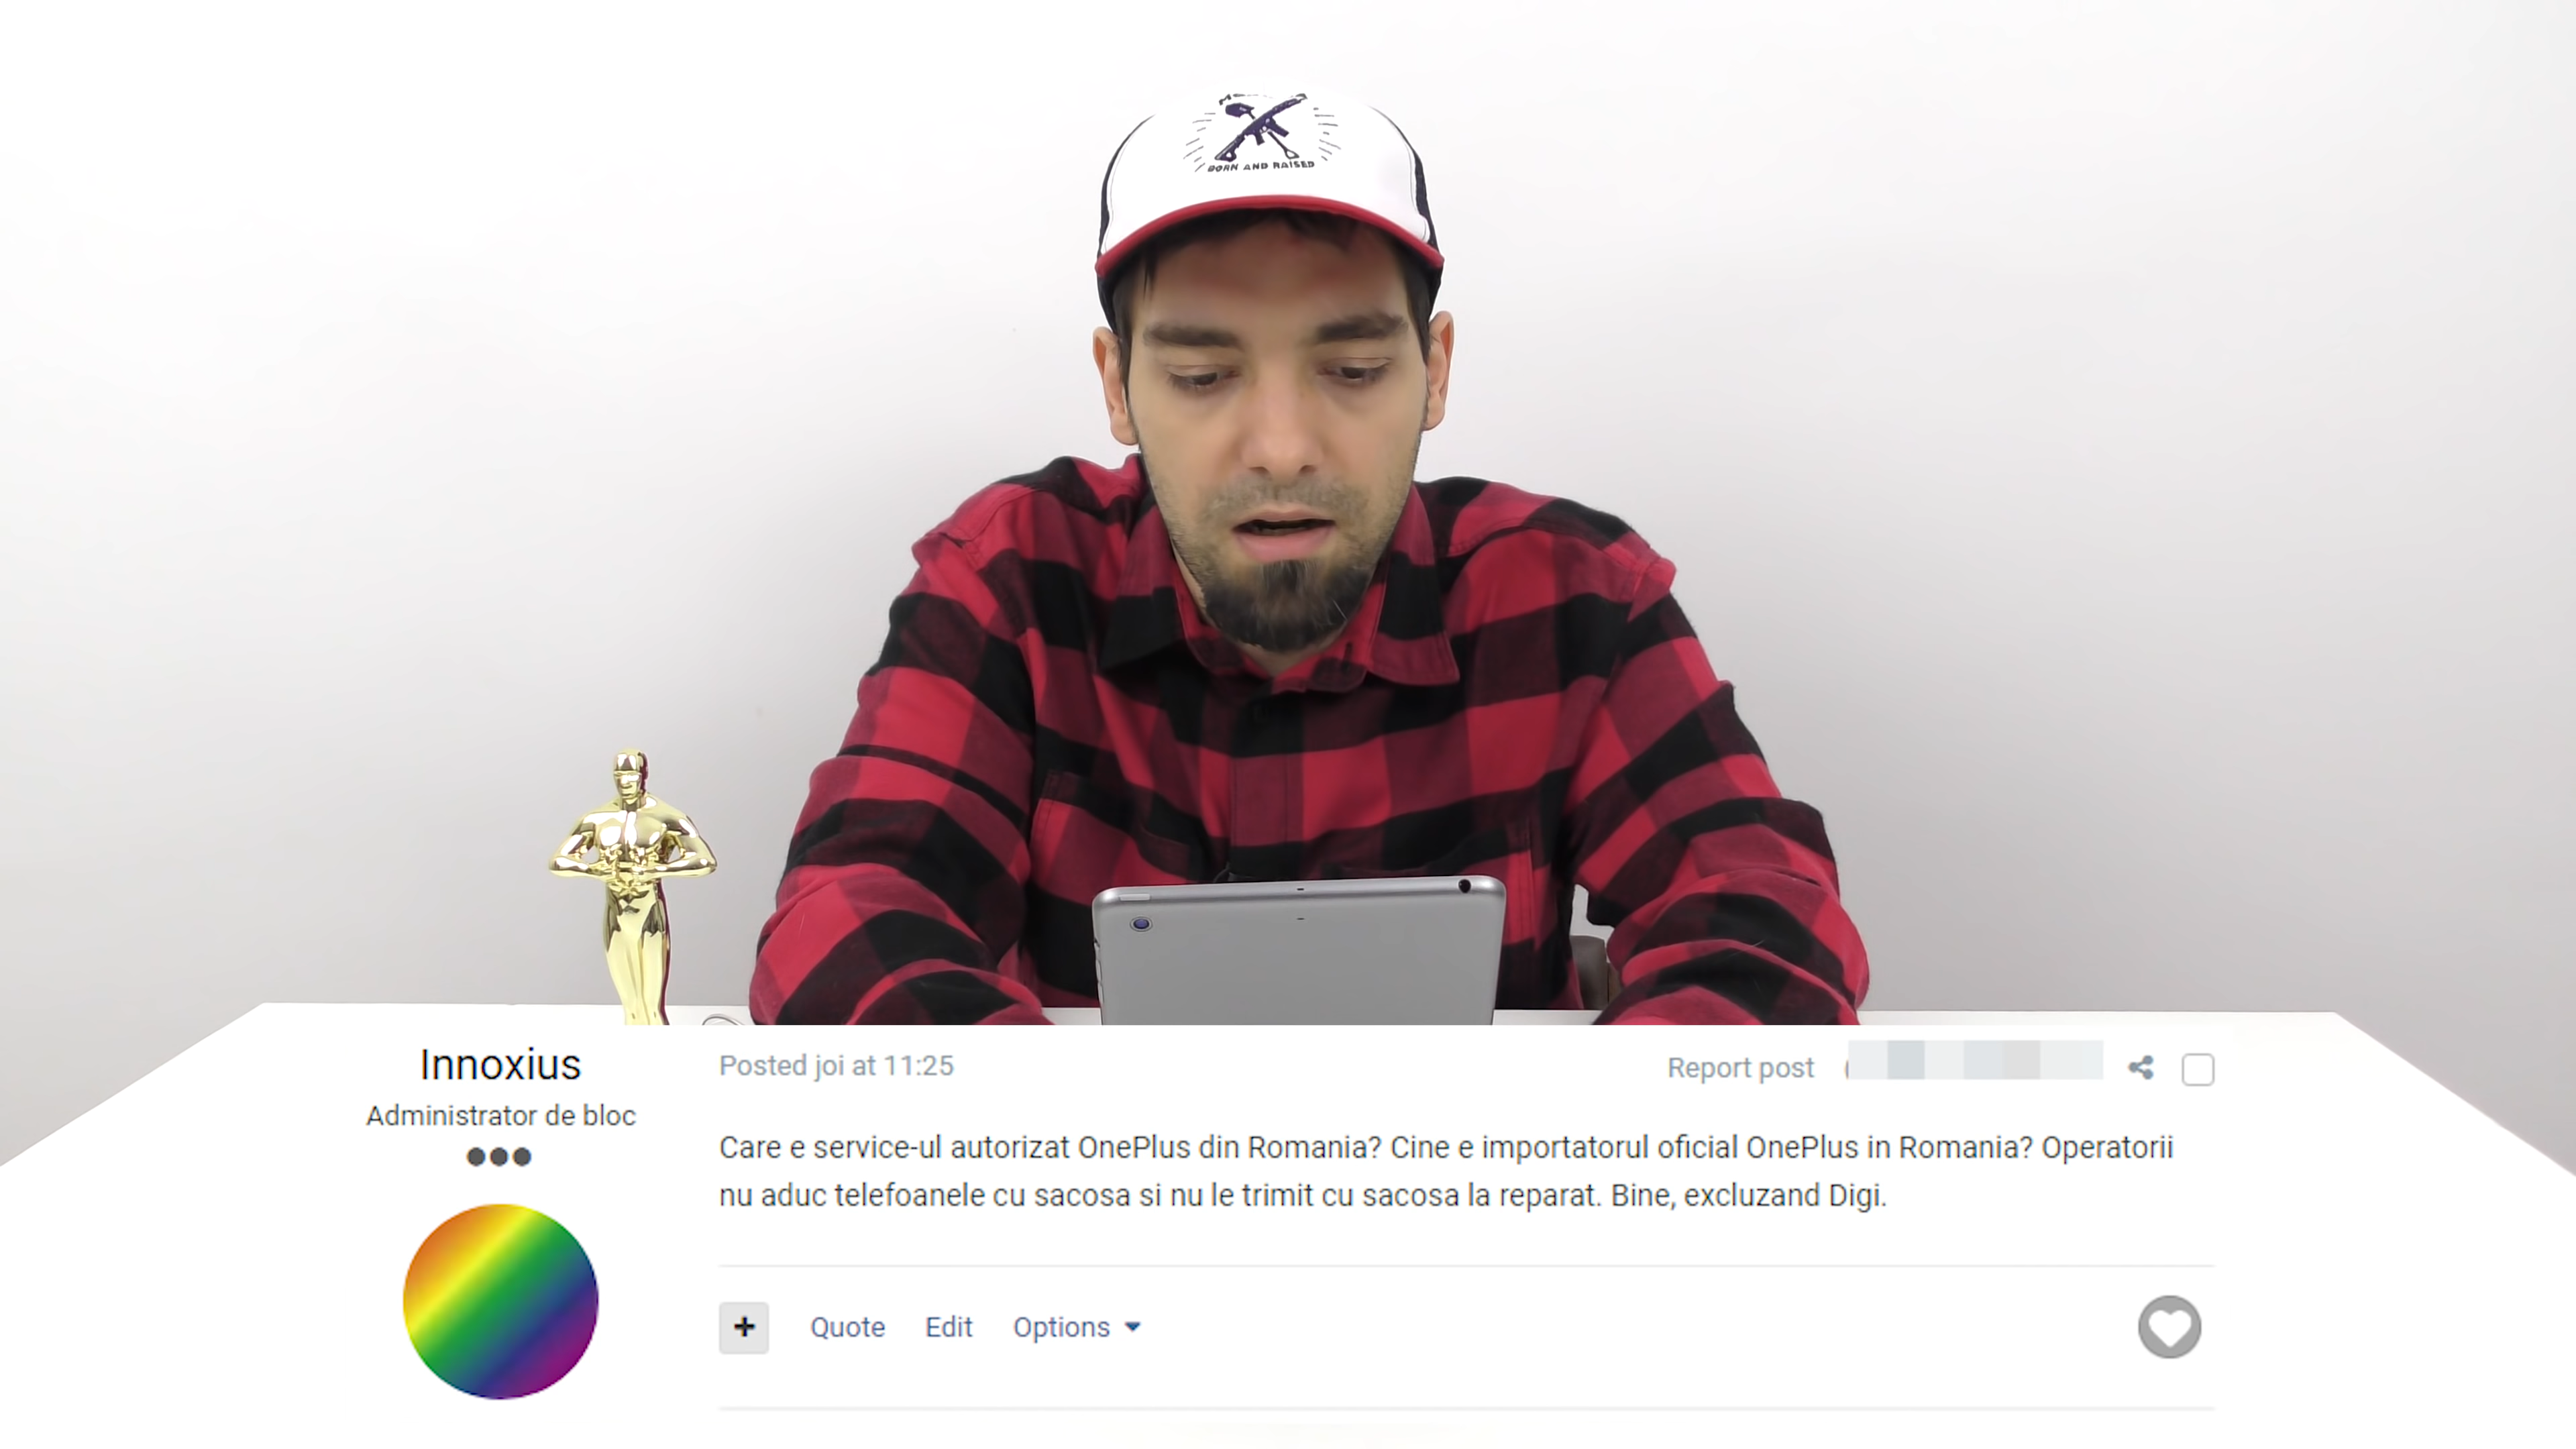 BORN AND RAISED
Innoxius
Administrator de bloc
Posted joi at 11:25
Report post
Care e service-ul autorizat OnePlus din Romania? Cine e importatorul oficial OnePlus in Romania? Operatorii
nu aduc telefoanele cu sacosa si nu le trimit cu sacosa la reparat. Bine, excluzand Digi.
+ Quote Edit Options